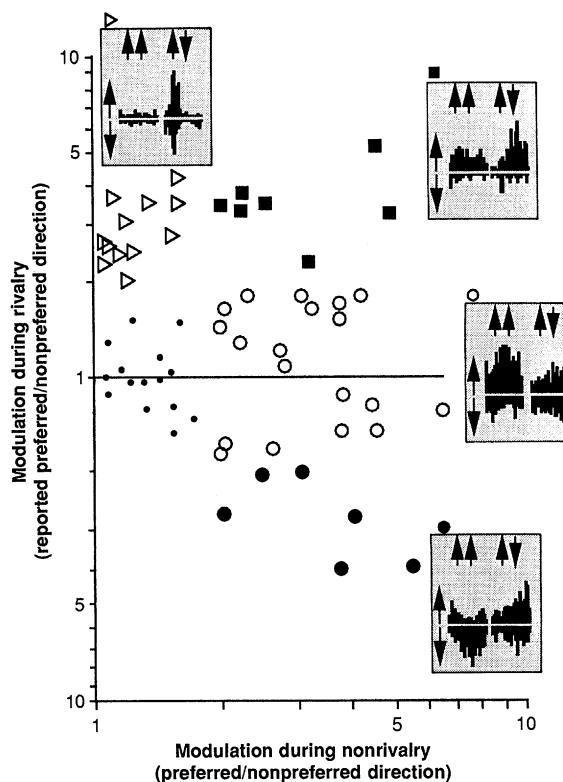 10
5
1
5
10
Modulation during rivalry
(reported preferred/nonpreferred direction)
1
5
10
Modulation during nonrivalry
(preferred/nonpreferred direction)